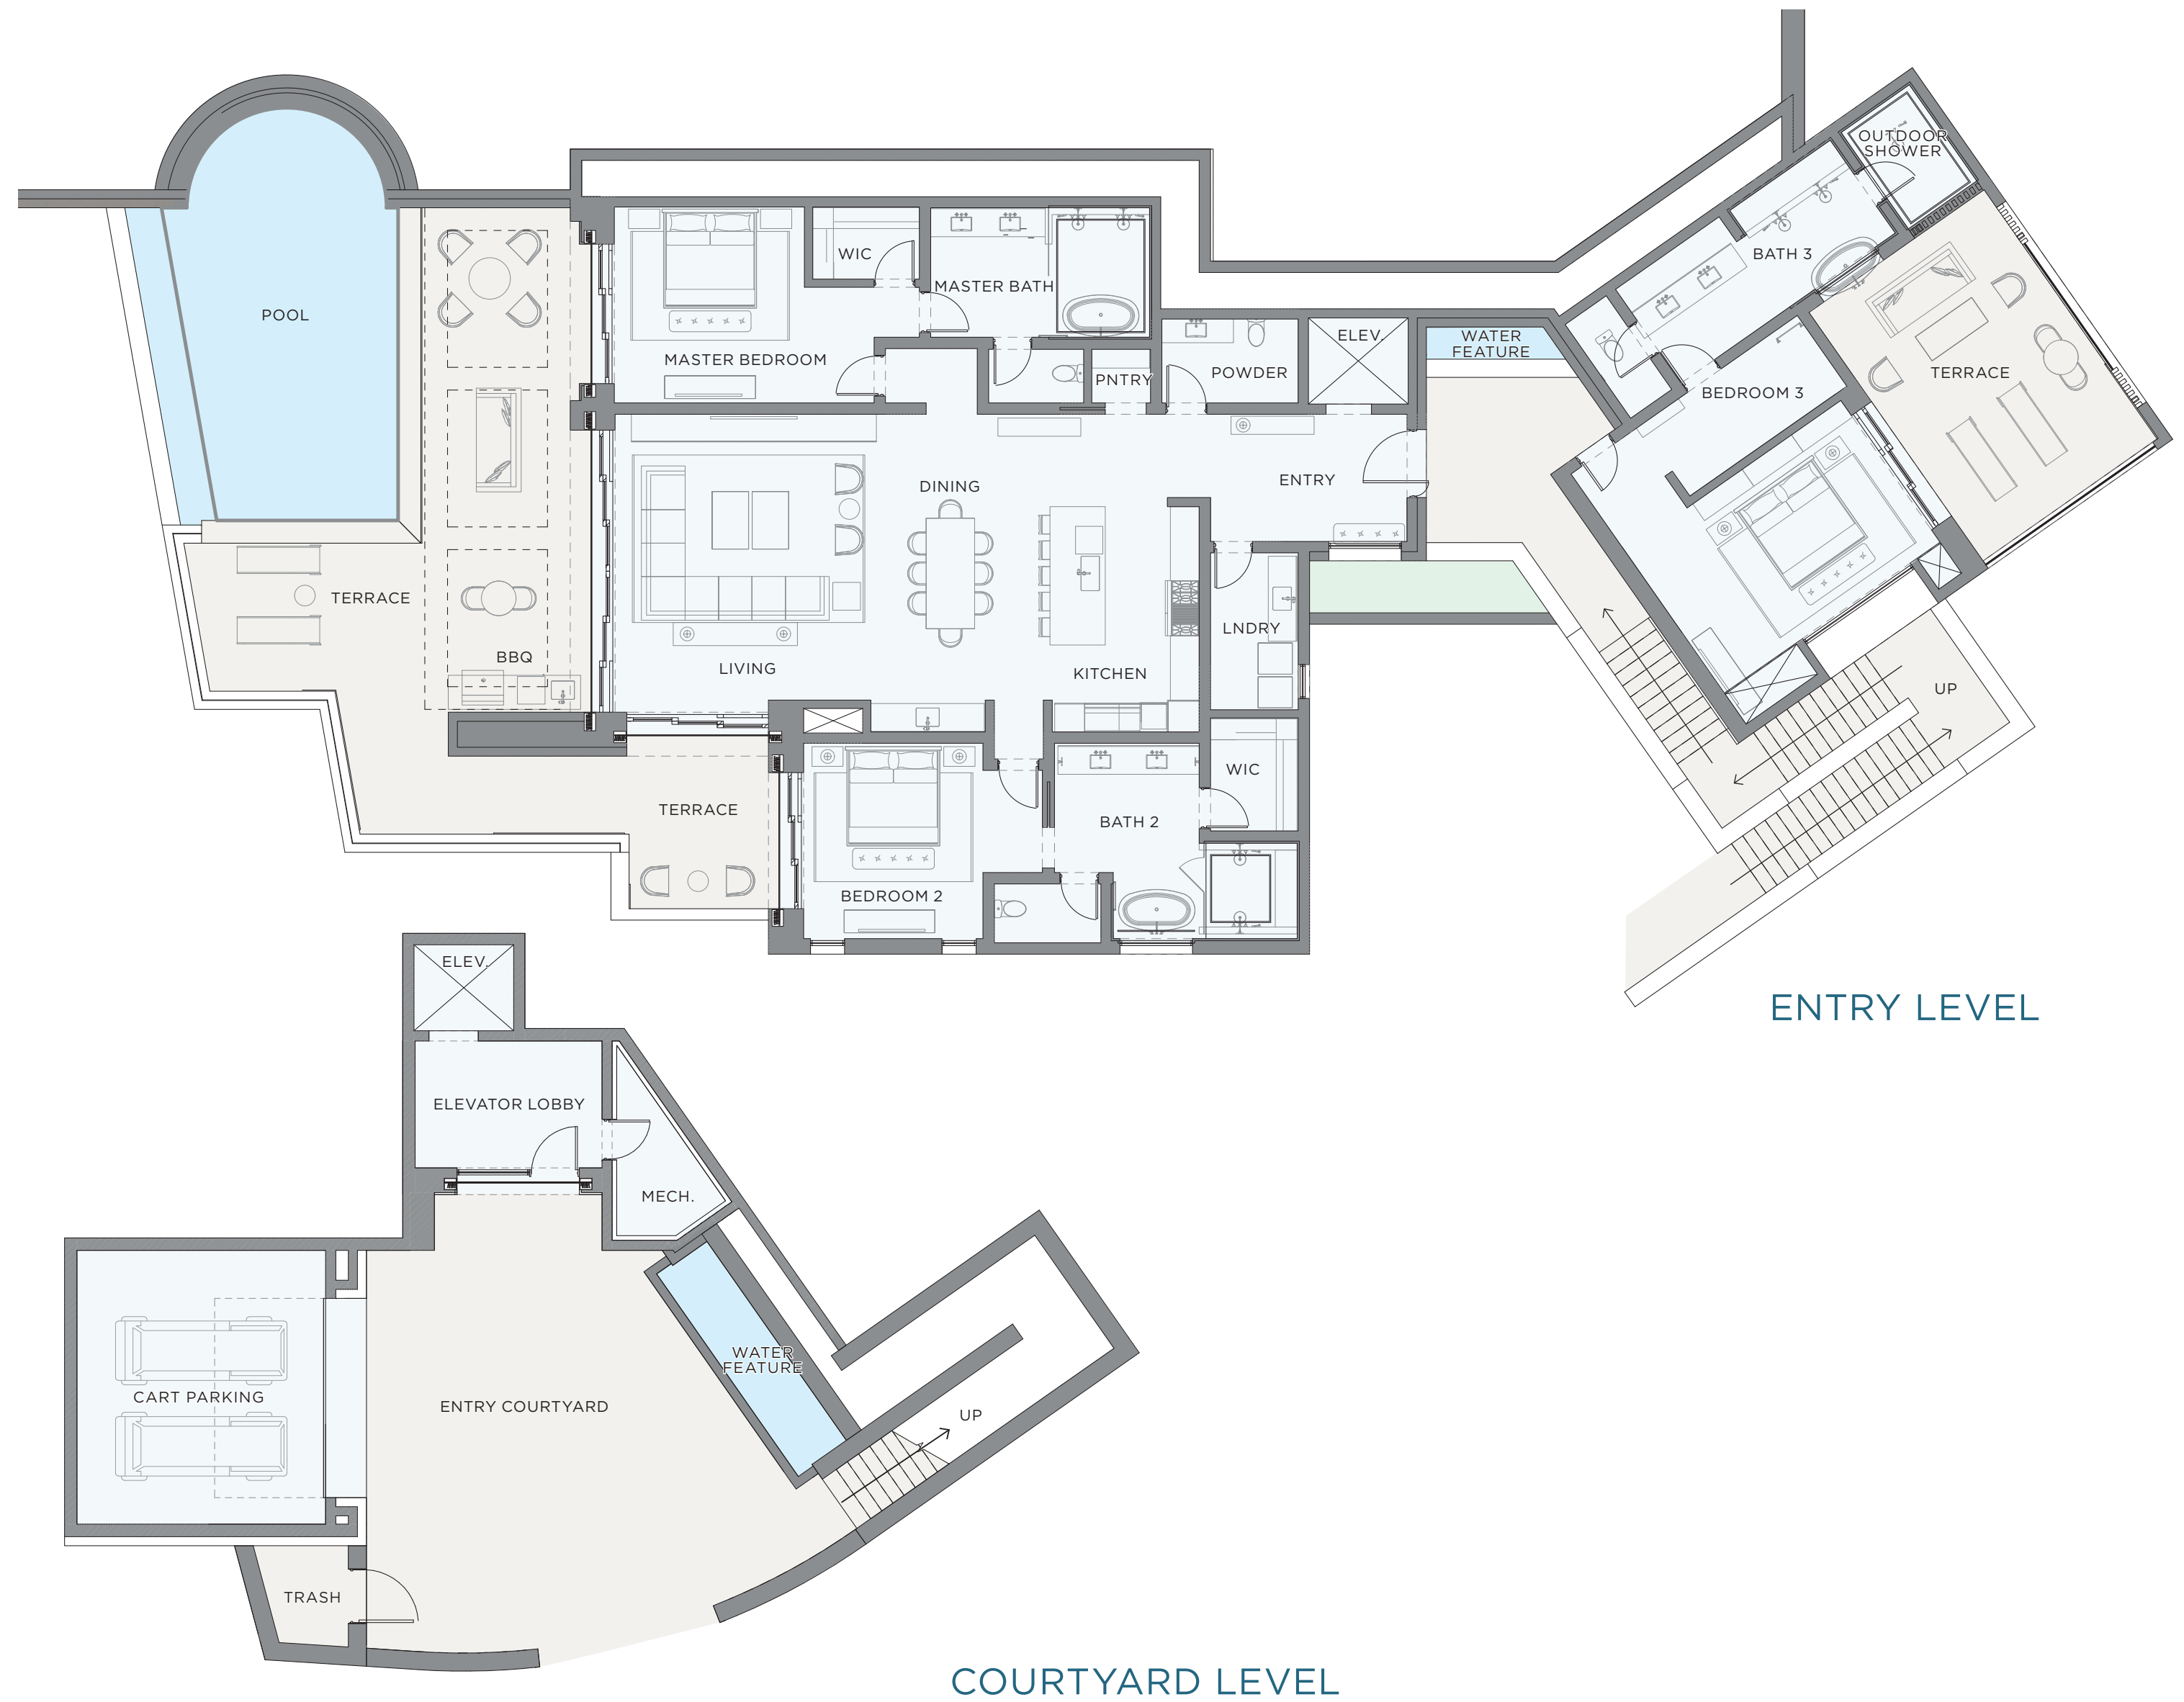 OUTDOOR
SHOWER
WIC
BATH 3
MASTER BATH
POOL
ELEV.
WATER
FEATURE
MASTER BEDROOM
PNTRY
POWDER
TERRACE
BEDROOM 3
DINING
ENTRY
TERRACE
LNDRY
BBQ
LIVING
KITCHEN
UP
WIC
TERRACE
BATH 2
BEDROOM 2
ENTRY LEVEL
ELEV.
ELEVATOR LOBBY
MECH.
WATER
FEATURE
CART PARKING
ENTRY COURTYARD
UP
TRASH
COURTYARD LEVEL